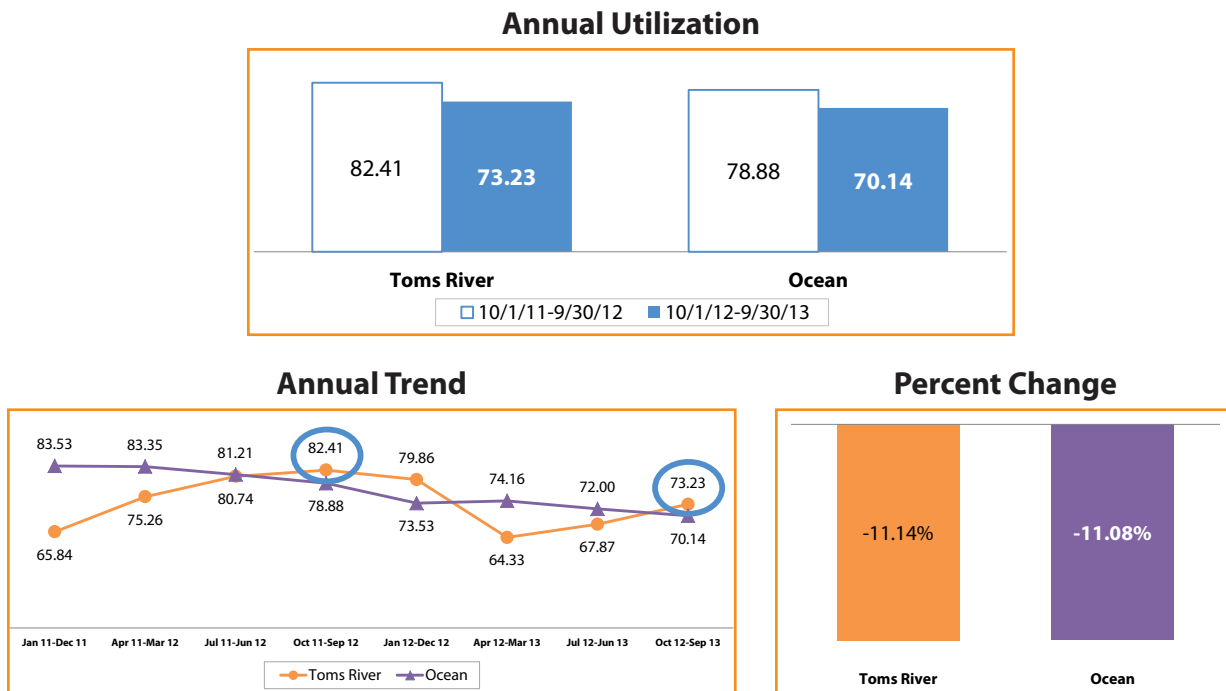 Annual Utilization
82.41
73.23
78.88
70.14
Toms River
Ocean
10/1/11-9/30/12
10/1/12-9/30/13
Annual Trend
83.53
83.35
81.21
82.41
79.86
74.16
72.00
73.23
65.84
75.26
80.74
78.88
73.53
64.33
67.87
70.14
Jan 11-Dec 11
Apr 11-Mar 12
Jul 11-Jun 12
Oct 11-Sep 12
Jan 12-Dec 12
Apr 12-Mar 13
Jul 12-Jun 13
Oct 12-Sep 13
Toms River
Ocean
Percent Change
-11.14%
-11.08%
Toms River
Ocean